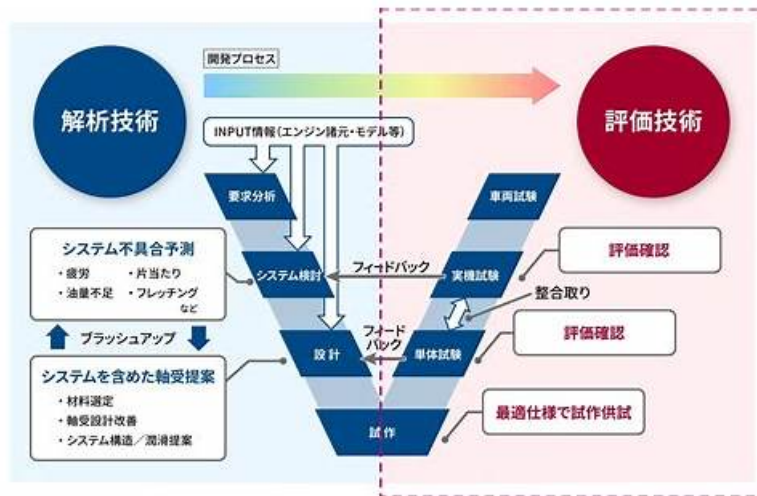 開発プロセス
解析技術
評価技術
INPUT情報(エンジン諸元・モデル等)
要求分析
車両試験
システム不具合予測
・疲労
・片当たり
・油量不足
・フレッチング
など
システム検討
フィードバック
実機試験
評価確認
整合取り
ブラッシュアップ
設計
フィード
バック
単体試験
評価確認
システムを含めた軸受提案
・材料選定
・軸受設計改善
・システム構造/潤滑提案
試作
最適仕様で試作供試